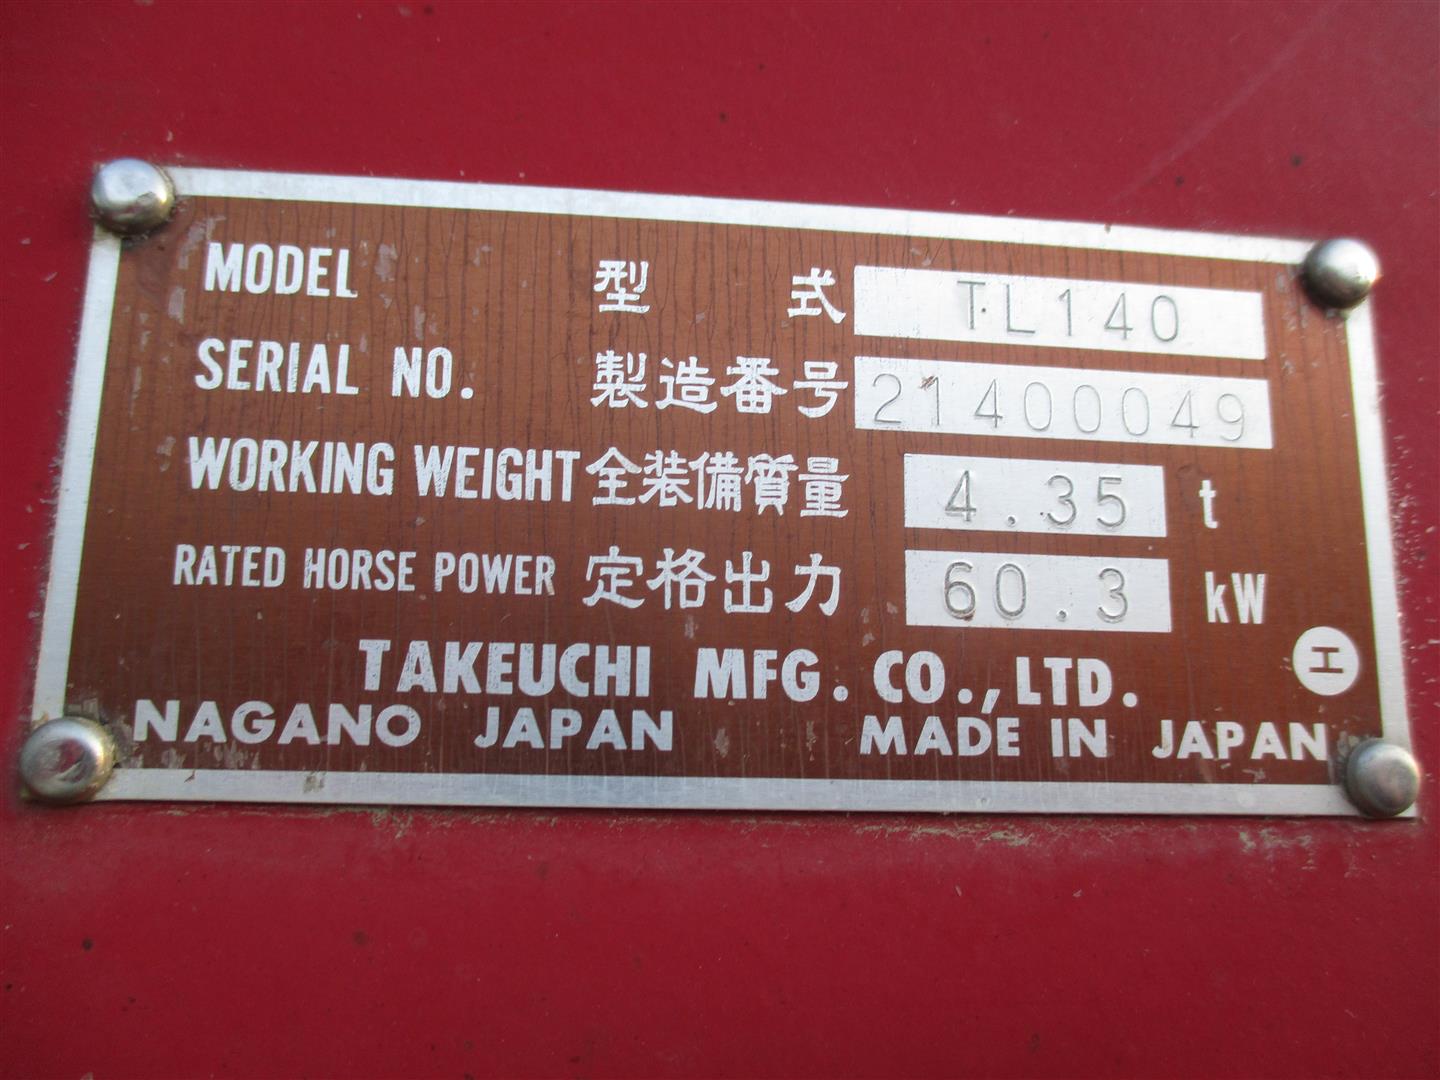 MODEL 型式 TL140
SERIAL NO. 製造番号 21400049
WORKING WEIGHT 全装備質量 4.35 t
RATED HORSE POWER 定格出力 60.3 kW
TAKEUCHI MFG. CO., LTD. エ
NAGANO JAPAN MADE IN JAPAN